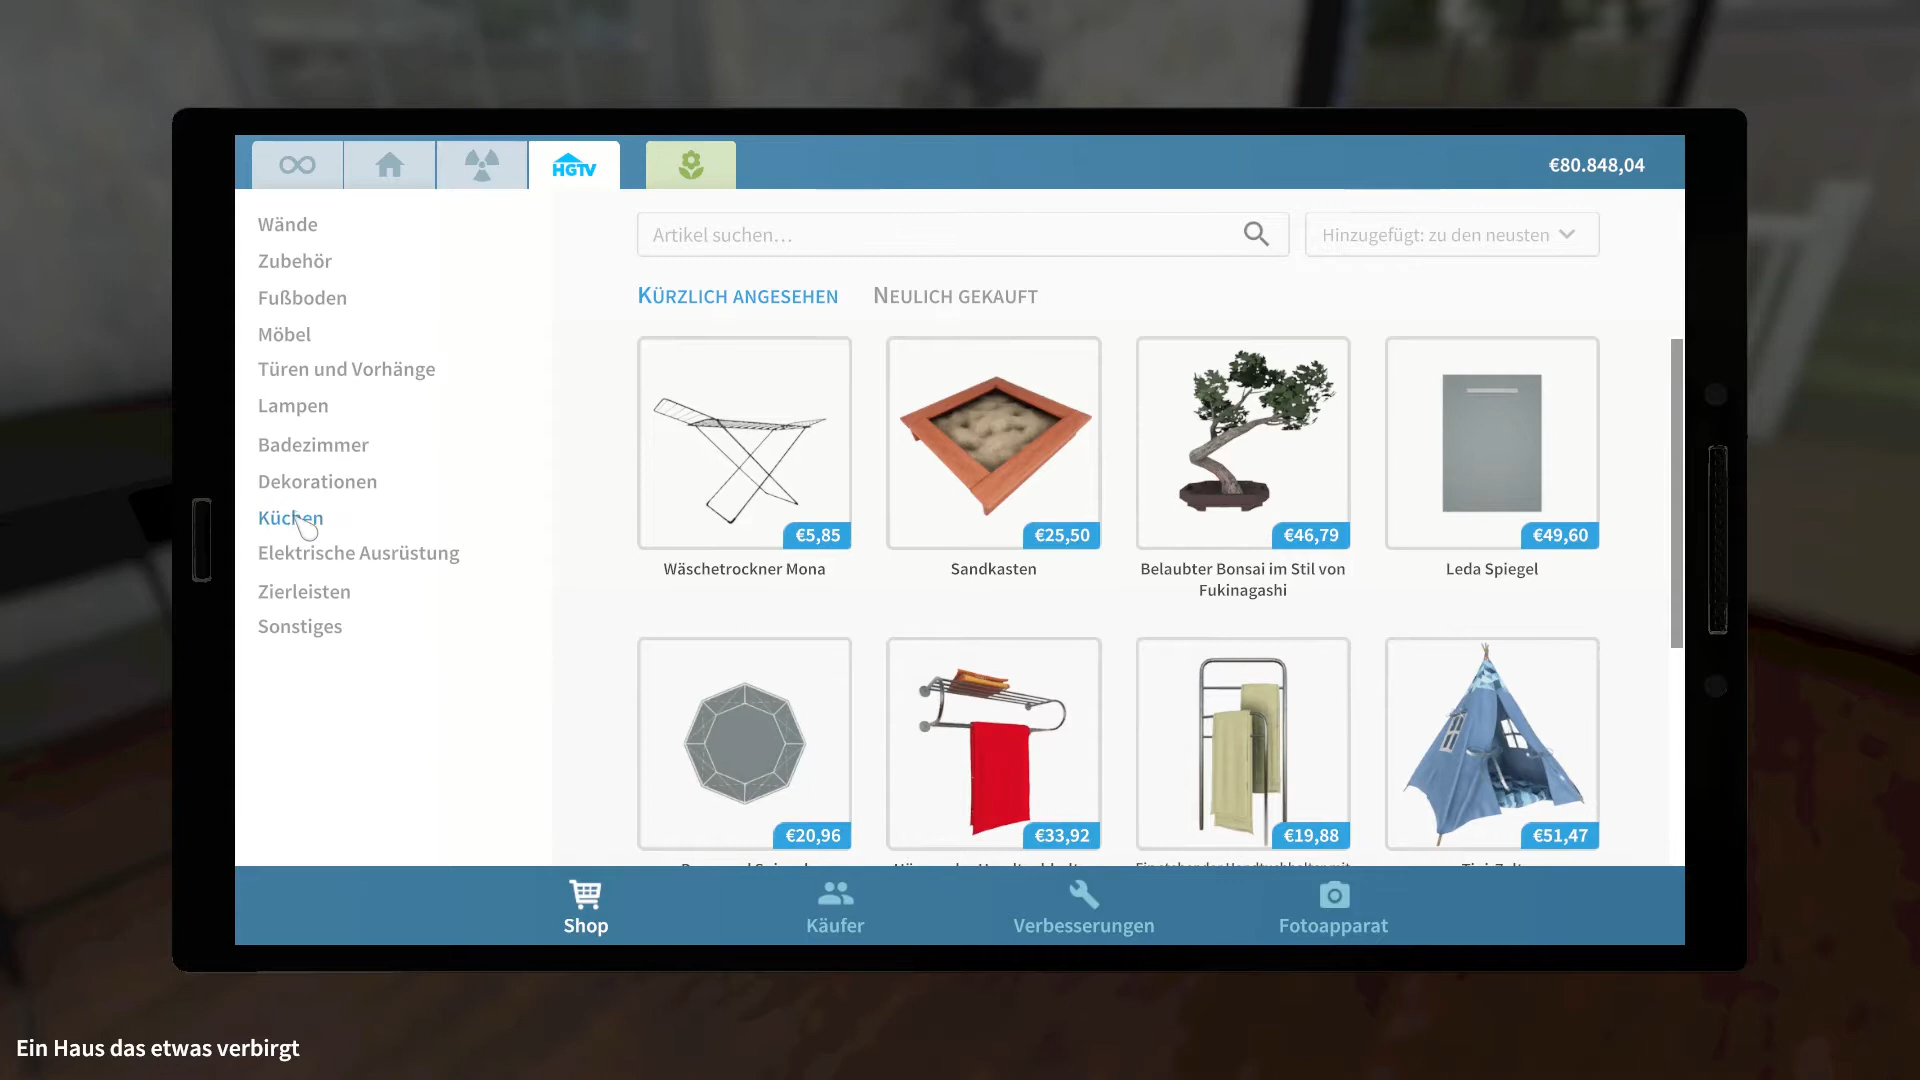 HGTV
€80.848,04
Wände
Zubehör
Fußboden
Möbel
Türen und Vorhänge
Lampen
Badezimmer
Dekorationen
Küchen
Elektrische Ausrüstung
Zierleisten
Sonstiges
Artikel suchen...
Hinzugefügt: zu den neusten
KÜRZLICH ANGESEHEN
NEULICH GEKAUFT
€5,85
€25,50
€46,79
€49,60
Wäschetrockner Mona
Sandkasten
Belaubter Bonsai im Stil von
Fukinagashi
Leda Spiegel
€20,96
€33,92
€19,88
€51,47
Shop
Käufer
Verbesserungen
Fotoapparat
Ein Haus das etwas verbirgt